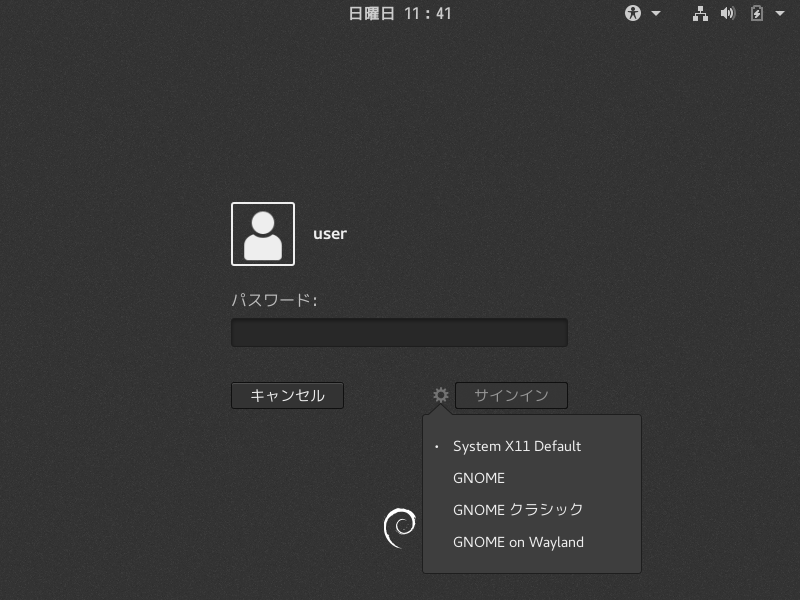 日曜日 11：41
user
パスワード:
キャンセル
サインイン
System X11 Default
GNOME
GNOME クラシック
GNOME on Wayland